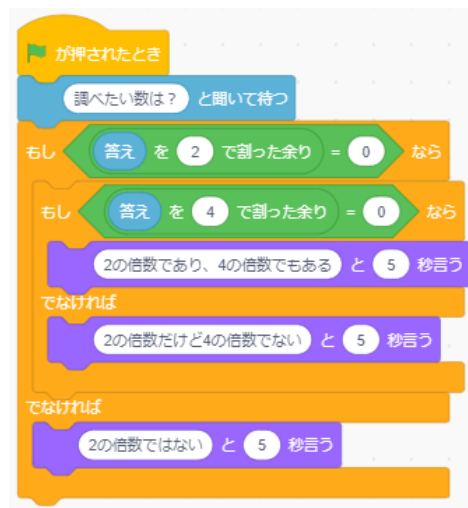 が押されたとき
調べたい数は? と聞いて待つ
もし 答え を 2 で割った余り = 0 なら
もし 答え を 4 で割った余り = 0 なら
2の倍数であり、4の倍数でもある と 5 秒言う
でなければ
2の倍数だけど4の倍数でない と 5 秒言う
でなければ
2の倍数ではない と 5 秒言う